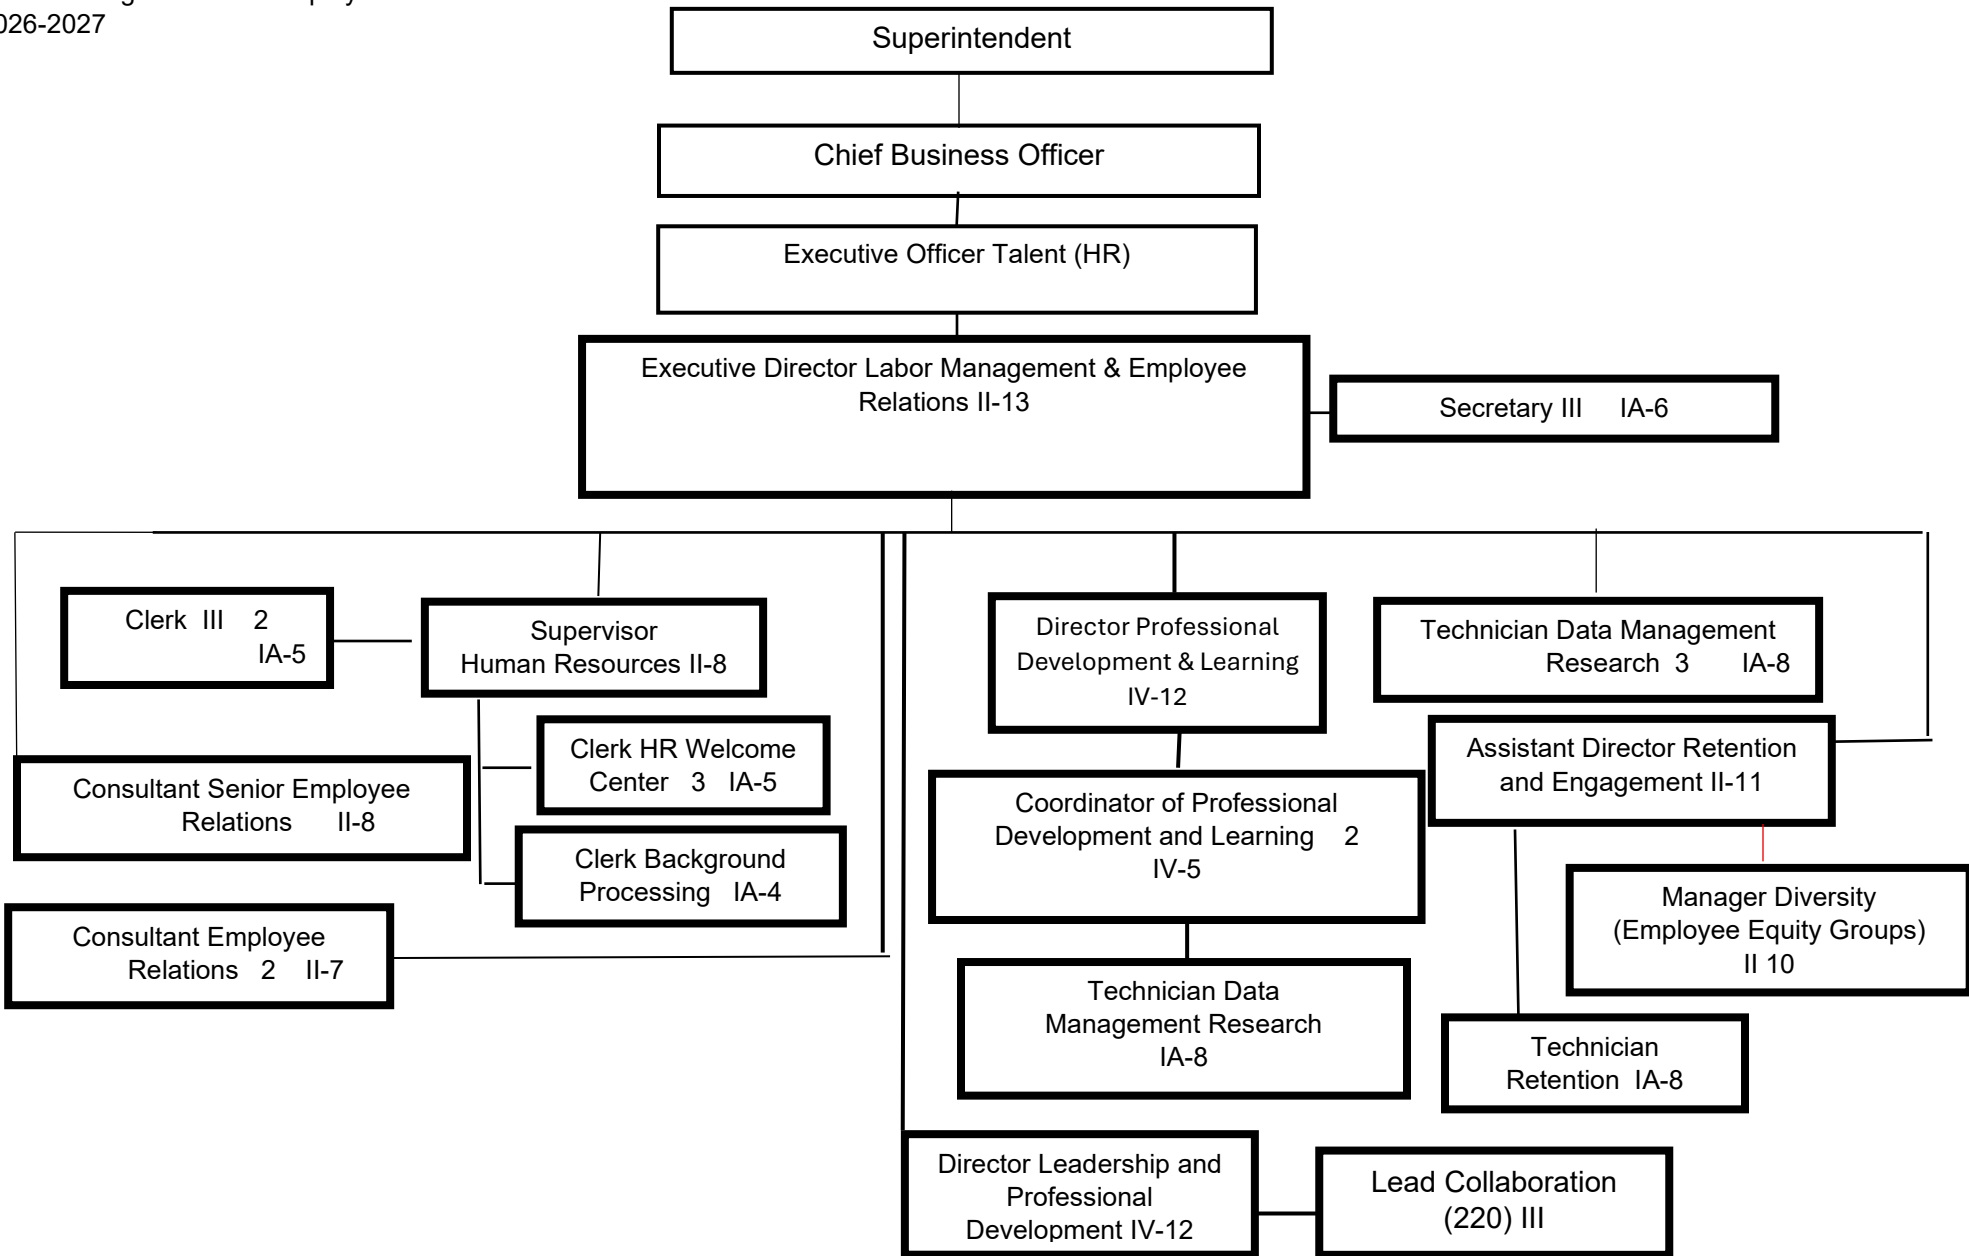 026-2027
Superintendent
Chief Business Officer
Executive Officer Talent (HR)
Executive Director Labor Management & Employee
Relations II-13
Secretary III IA-6
Clerk III 2
IA-5
Supervisor
Human Resources II-8
Director Professional
Development & Learning
IV-12
Technician Data Management
Research 3 IA-8
Clerk HR Welcome
Center 3 IA-5
Assistant Director Retention
and Engagement II-11
Consultant Senior Employee
Relations II-8
Coordinator of Professional
Development and Learning 2
IV-5
Clerk Background
Processing IA-4
Manager Diversity
(Employee Equity Groups)
II 10
Consultant Employee
Relations 2 II-7
Technician Data
Management Research
IA-8
Technician
Retention IA-8
Director Leadership and
Professional
Development IV-12
Lead Collaboration
(220) III